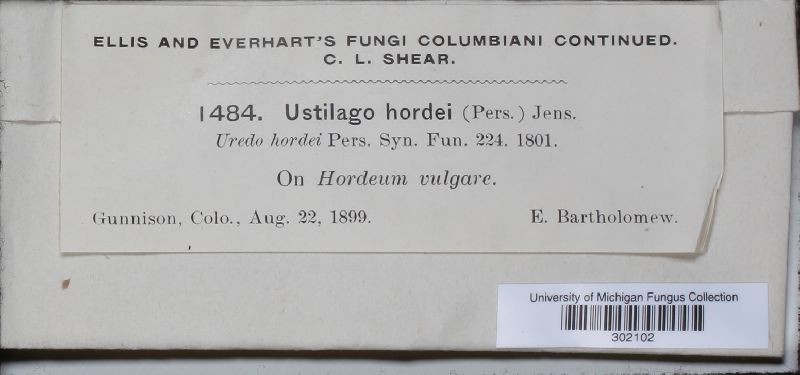 ELLIS AND EVERHART'S FUNGI COLUMBIANI CONTINUED.
C. L. SHEAR.
1484. Ustilago hordei (Pers.) Jens.
Uredo hordei Pers. Syn. Fun. 224. 1801.
On Hordeum vulgare.
Gunnison, Colo., Aug. 22, 1899. E. Bartholomew.
University of Michigan Fungus Collection
302102